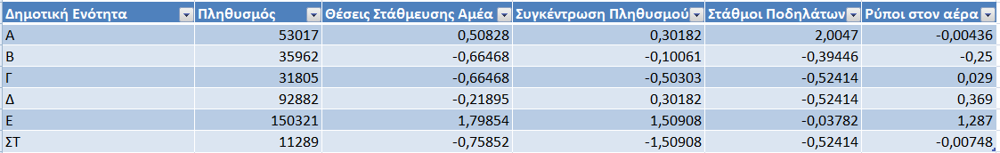 Δημοτική Ενότητα Πληθυσμός Θέσεις Στάθμευσης Αμέα Συγκέντρωση Πληθυσμού Στάθμοι Ποδηλάτων Ρύποι στον αέρα
Α 53017 0,50828 0,30182 2,0047 -0,00436
Β 35962 -0,66468 -0,10061 -0,39446 -0,25
Γ 31805 -0,66468 -0,50303 -0,52414 0,029
Δ 92882 -0,21895 0,30182 -0,52414 0,369
Ε 150321 1,79854 1,50908 -0,03782 1,287
ΣΤ 11289 -0,75852 -1,50908 -0,52414 -0,00748